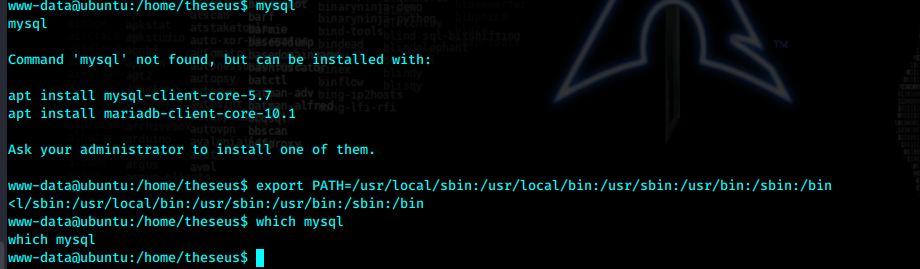 www-data@ubuntu:/home/theseus$ mysql
mysql
Command 'mysql' not found, but can be installed with:
apt install mysql-client-core-5.7
apt install mariadb-client-core-10.1
Ask your administrator to install one of them.
www-data@ubuntu:/home/theseus$ export PATH=/usr/local/sbin:/usr/local/bin:/usr/sbin:/usr/bin:/sbin:/bin
<l/sbin:/usr/local/bin:/usr/sbin:/usr/bin:/sbin:/bin
www-data@ubuntu:/home/theseus$ which mysql
which mysql
www-data@ubuntu:/home/theseus$